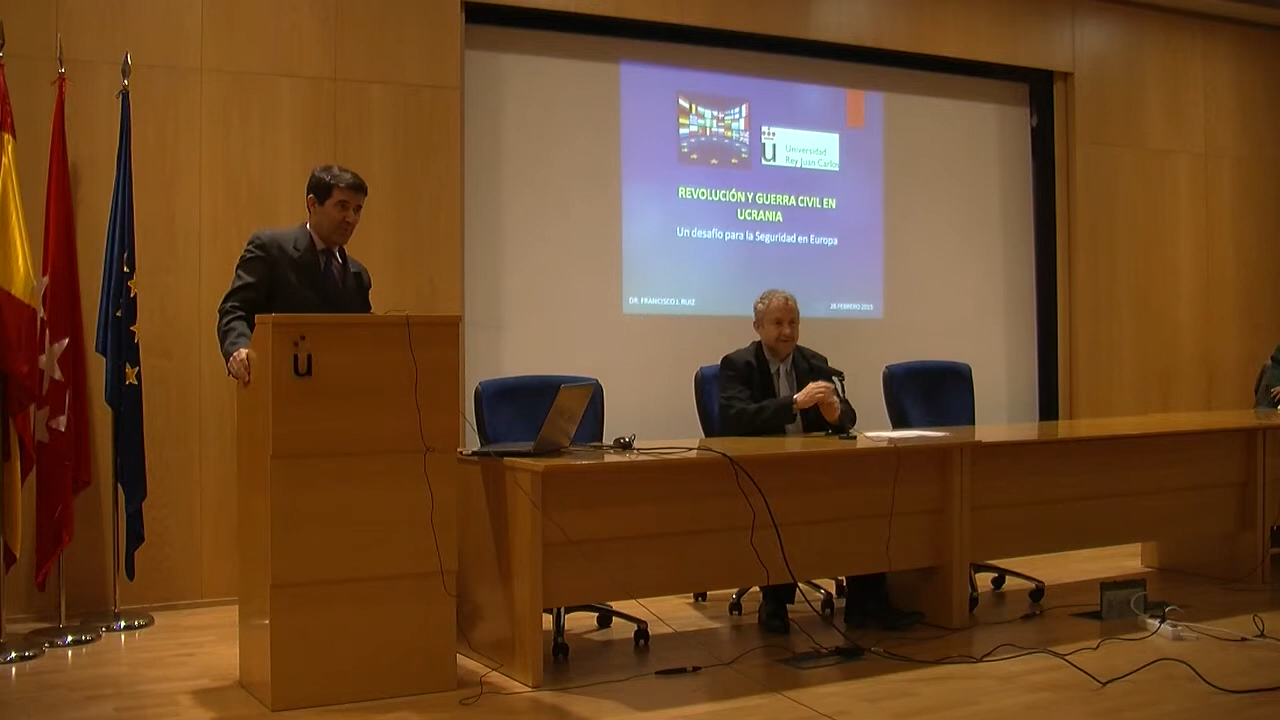 Universidad
Rey Juan Carlos
REVOLUCIÓN Y GUERRA CIVIL EN
UCRANIA
Un desafío para la Seguridad en Europa
DR. FRANCISCO J. RUIZ
28 FEBRERO 2015
ü